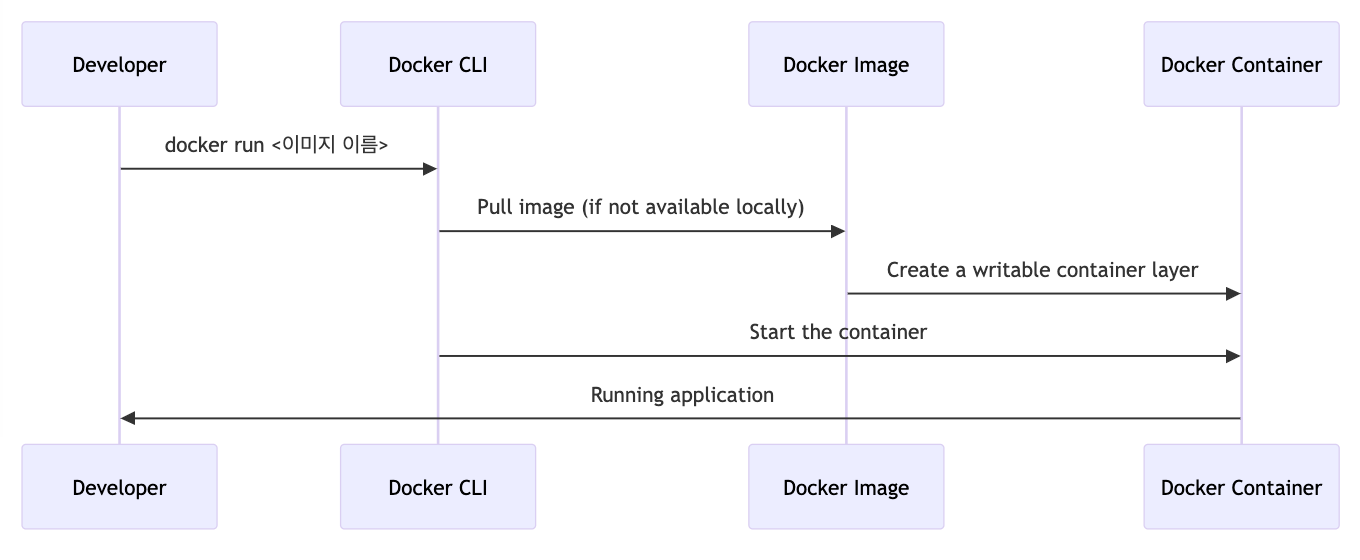 Developer
Docker CLI
Docker Image
Docker Container
docker run <이미지 이름>
Pull image (if not available locally)
Create a writable container layer
Start the container
Running application
Developer
Docker CLI
Docker Image
Docker Container